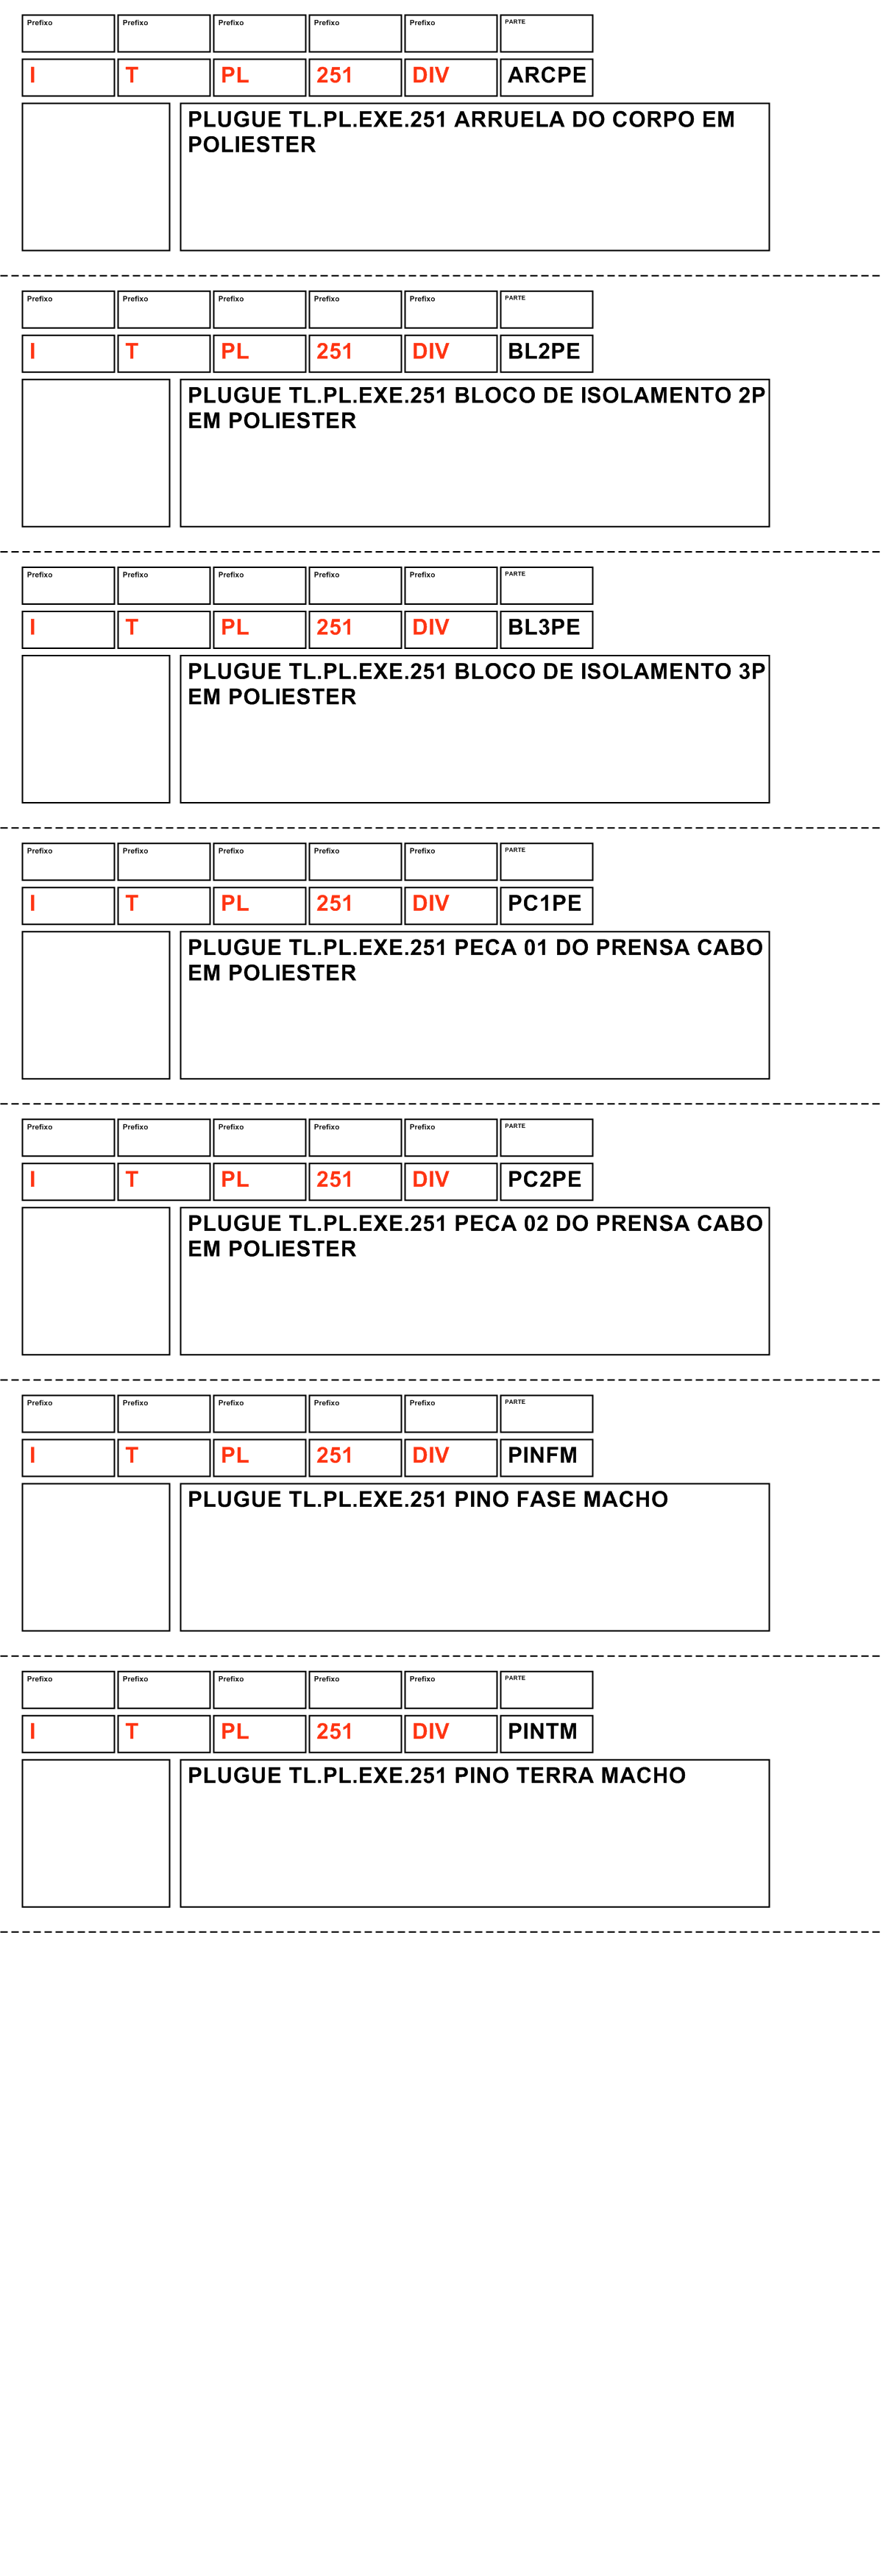 Prefixo Prefixo Prefixo Prefixo Prefixo PARTE
I T PL 251 DIV ARCPE
PLUGUE TL.PL.EXE.251 ARRUELA DO CORPO EM
POLIESTER
Prefixo Prefixo Prefixo Prefixo Prefixo PARTE
I T PL 251 DIV BL2PE
PLUGUE TL.PL.EXE.251 BLOCO DE ISOLAMENTO 2P
EM POLIESTER
Prefixo Prefixo Prefixo Prefixo Prefixo PARTE
I T PL 251 DIV BL3PE
PLUGUE TL.PL.EXE.251 BLOCO DE ISOLAMENTO 3P
EM POLIESTER
Prefixo Prefixo Prefixo Prefixo Prefixo PARTE
I T PL 251 DIV PC1PE
PLUGUE TL.PL.EXE.251 PECA 01 DO PRENSA CABO
EM POLIESTER
Prefixo Prefixo Prefixo Prefixo Prefixo PARTE
I T PL 251 DIV PC2PE
PLUGUE TL.PL.EXE.251 PECA 02 DO PRENSA CABO
EM POLIESTER
Prefixo Prefixo Prefixo Prefixo Prefixo PARTE
I T PL 251 DIV PINFM
PLUGUE TL.PL.EXE.251 PINO FASE MACHO
Prefixo Prefixo Prefixo Prefixo Prefixo PARTE
I T PL 251 DIV PINTM
PLUGUE TL.PL.EXE.251 PINO TERRA MACHO